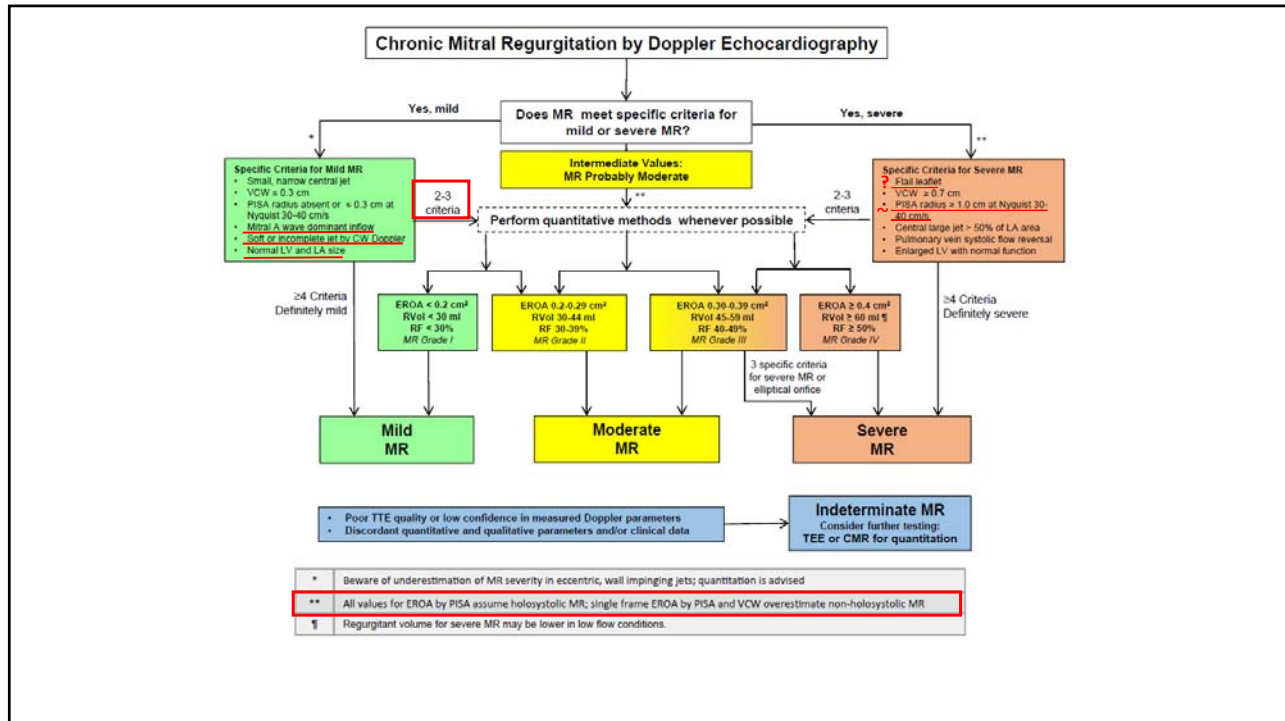 Chronic Mitral Regurgitation by Doppler Echocardiography
Yes, mild
Does MR meet specific criteria for
mild or severe MR?
Yes, severe
*
**
Specific Criteria for Mild MR
• Small, narrow central jet
• VCW ≤ 0.3 cm
• PISA radius absent or ≤ 0.3 cm at
Nyquist 30-40 cm/s
• Mitral A wave dominant inflow
• Soft or incomplete jet by CW Doppler
• Normal LV and LA size
2-3
criteria
Intermediate Values:
MR Probably Moderate
**
Perform quantitative methods whenever possible
2-3
criteria
Specific Criteria for Severe MR
? Flail leaflet
• VCW ≥ 0.7 cm
~ PISA radius ≥ 1.0 cm at Nyquist 30-
40 cm/s
• Central large jet > 50% of LA area
• Pulmonary vein systolic flow reversal
• Enlarged LV with normal function
≥4 Criteria
Definitely mild
EROA < 0.2 cm²
RVol < 30 ml
RF < 30%
MR Grade I
EROA 0.2-0.29 cm²
RVol 30-44 ml
RF 30-39%
MR Grade II
EROA 0.30-0.39 cm²
RVol 45-59 ml
RF 40-49%
MR Grade III
EROA ≥ 0.4 cm²
RVol ≥ 60 ml ¶
RF ≥ 50%
MR Grade IV
≥4 Criteria
Definitely severe
3 specific criteria
for severe MR or
elliptical orifice
Mild
MR
Moderate
MR
Severe
MR
• Poor TTE quality or low confidence in measured Doppler parameters
• Discordant quantitative and qualitative parameters and/or clinical data
Indeterminate MR
Consider further testing:
TEE or CMR for quantitation
* Beware of underestimation of MR severity in eccentric, wall impinging jets; quantitation is advised
** All values for EROA by PISA assume holosystolic MR; single frame EROA by PISA and VCW overestimate non-holosystolic MR
¶ Regurgitant volume for severe MR may be lower in low flow conditions.